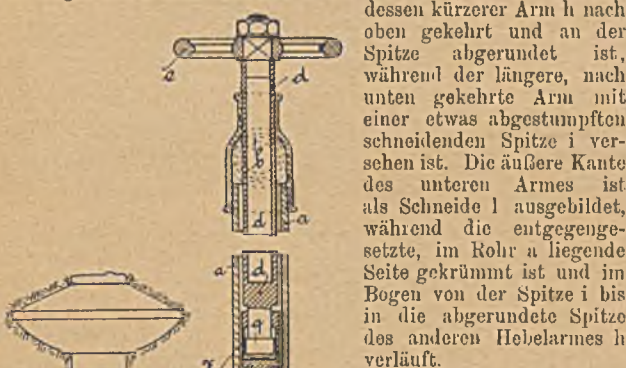 dessen kürzerer Arm h nach
oben gekehrt und an der
Spitze abgerundet ist,
während der längere, nach
unten gekehrte Arm mit
einer etwas abgestumpften
schneidenden Spitze i ver-
sehen ist. Die äußere Kante
des unteren Armes ist
als Schneide l ausgebildet,
während die entgegenge-
setzte, im Rohr a liegende
Seite gekrümmt ist und im
Bogen von der Spitze i bis
in die abgerundete Spitze
des anderen Hebelarmes h
verläuft.
e
d
d
a
a
d
g